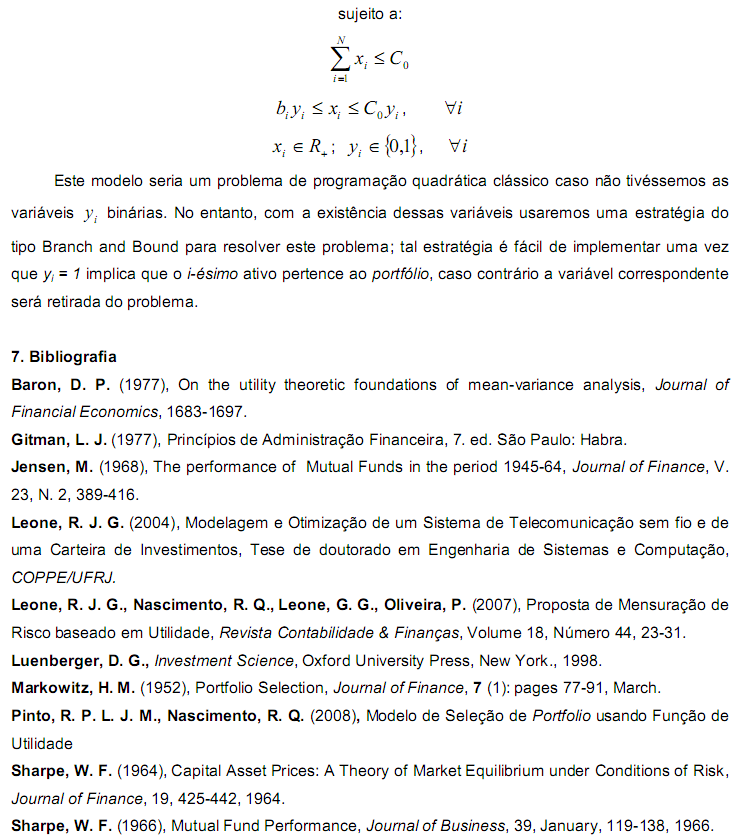 sujeito a:
$\sum_{i=1}^{N} x_i \leq C_0$
$b_i y_i \leq x_i \leq C_0 y_i, \quad \forall i$
$x_i \in R_+; \; y_i \in \{0,1\}, \quad \forall i$
Este modelo seria um problema de programação quadrática clássico caso não tivéssemos as
variáveis $y_i$ binárias. No entanto, com a existência dessas variáveis usaremos uma estratégia do
tipo Branch and Bound para resolver este problema; tal estratégia é fácil de implementar uma vez
que $y_i$ = 1 implica que o i-ésimo ativo pertence ao portfólio, caso contrário a variável correspondente
será retirada do problema.
7. Bibliografia
Baron, D. P. (1977), On the utility theoretic foundations of mean-variance analysis, Journal of
Financial Economics, 1683-1697.
Gitman, L. J. (1977), Princípios de Administração Financeira, 7. ed. São Paulo: Habra.
Jensen, M. (1968), The performance of Mutual Funds in the period 1945-64, Journal of Finance, V.
23, N. 2, 389-416.
Leone, R. J. G. (2004), Modelagem e Otimização de um Sistema de Telecomunicação sem fio e de
uma Carteira de Investimentos, Tese de doutorado em Engenharia de Sistemas e Computação,
COPPE/UFRJ.
Leone, R. J. G., Nascimento, R. Q., Leone, G. G., Oliveira, P. (2007), Proposta de Mensuração de
Risco baseado em Utilidade, Revista Contabilidade & Finanças, Volume 18, Número 44, 23-31.
Luenberger, D. G., Investment Science, Oxford University Press, New York., 1998.
Markowitz, H. M. (1952), Portfolio Selection, Journal of Finance, 7 (1): pages 77-91, March.
Pinto, R. P. L. J. M., Nascimento, R. Q. (2008), Modelo de Seleção de Portfolio usando Função de
Utilidade
Sharpe, W. F. (1964), Capital Asset Prices: A Theory of Market Equilibrium under Conditions of Risk,
Journal of Finance, 19, 425-442, 1964.
Sharpe, W. F. (1966), Mutual Fund Performance, Journal of Business, 39, January, 119-138, 1966.